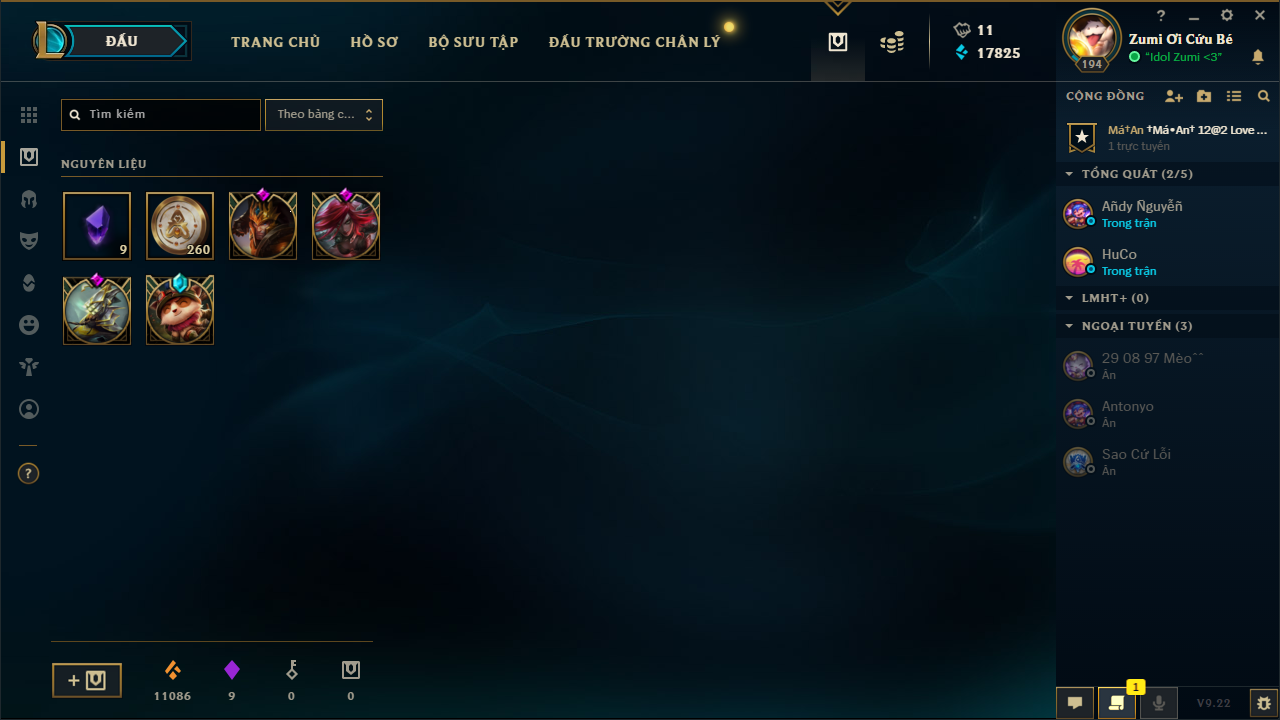 ĐẤU
TRANG CHỦ
HỒ SƠ
BỘ SƯU TẬP
ĐẤU TRƯỜNG CHÂN LÝ
11
17825
?
194
Zumi Ơi Cứu Bé
"Idol Zumi <3"
Tìm kiếm
Theo bảng c...
NGUYÊN LIỆU
9
260
?
11086
9
0
0
CỘNG ĐỒNG
Má†An †Má•An† 12@2 Love ...
1 trực tuyến
TỔNG QUÁT (2/5)
Añdy Ñguyễñ
Trong trận
HuCo
Trong trận
LMHT+ (0)
NGOẠI TUYẾN (3)
29 08 97 Mèoˆˆ
Ẩn
Antonyo
Ẩn
Sao Cứ Lỗi
Ẩn
1
V9.22